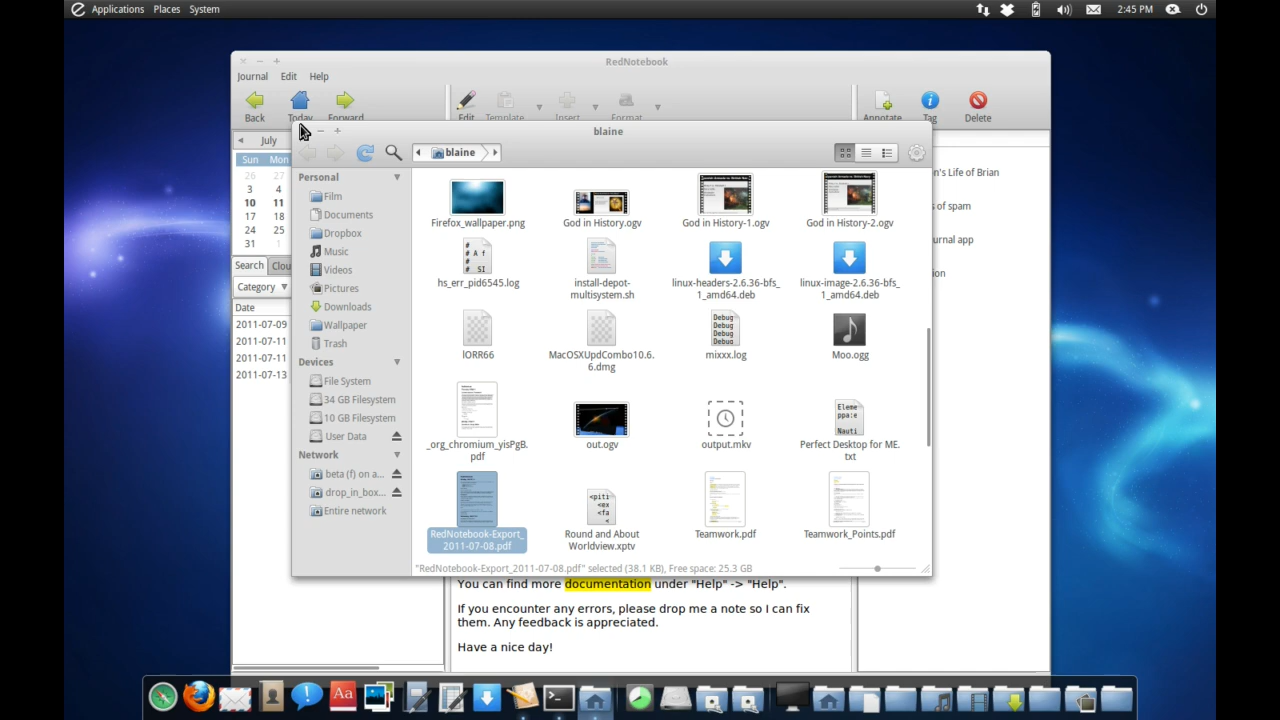 Applications Places System 2:45 PM
RedNotebook
Journal Edit Help
Back Today Forward Edit Template Insert Format Annotate Tag Delete
blaine
July
blaine
Sun Mon
26 27
3 4
10 11
17 18
24 25
31 1
Search Clou
Category
Date
2011-07-09
2011-07-11
2011-07-11
2011-07-13
Personal
Film
Documents
Dropbox
Music
Videos
Pictures
Downloads
Wallpaper
Trash
Devices
File System
34 GB Filesystem
10 GB Filesystem
User Data
Network
beta (f) on a...
drop_in_box...
Entire network
Firefox_wallpaper.png
God in History.ogv
God in History-1.ogv
God in History-2.ogv
hs_err_pid6545.log
install-depot-
multisystem.sh
linux-headers-2.6.36-bfs_
1_amd64.deb
linux-image-2.6.36-bfs_
1_amd64.deb
lORR66
MacOSXUpdCombo10.6.
6.dmg
mixxx.log
Moo.ogg
_org_chromium_yisPgB.
pdf
out.ogv
output.mkv
Perfect Desktop for ME.
txt
RedNotebook-Export_
2011-07-08.pdf
Round and About
Worldview.xptv
Teamwork.pdf
Teamwork_Points.pdf
"RedNotebook-Export_2011-07-08.pdf" selected (38.1 KB), Free space: 25.3 GB
n's Life of Brian
s of spam
urnal app
ion
You can find more documentation under "Help" -> "Help".
If you encounter any errors, please drop me a note so I can fix
them. Any feedback is appreciated.
Have a nice day!
Aa